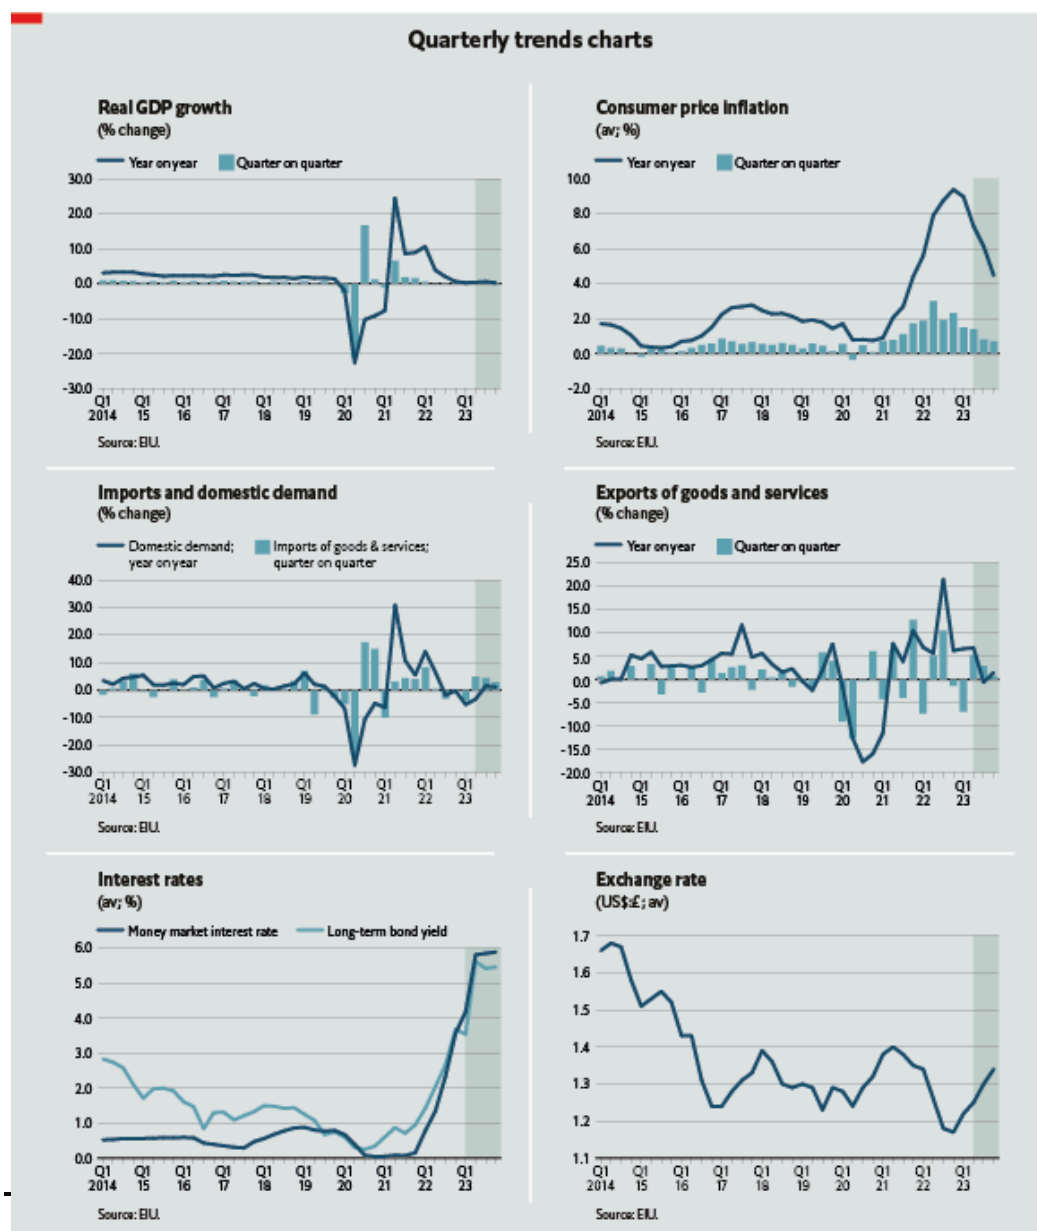 Quarterly trends charts
Real GDP growth
(% change)
Year on year
Quarter on quarter
30.0
20.0
10.0
0.0
-10.0
-20.0
-30.0
Q1 Q1 Q1 Q1 Q1 Q1 Q1 Q1 Q1 Q1
2014 15 16 17 18 19 20 21 22 23
Source: EIU.
Consumer price inflation
(av; %)
Year on year
Quarter on quarter
10.0
8.0
6.0
4.0
2.0
0.0
-2.0
Q1 Q1 Q1 Q1 Q1 Q1 Q1 Q1 Q1 Q1
2014 15 16 17 18 19 20 21 22 23
Source: EIU.
Imports and domestic demand
(% change)
Domestic demand;
year on year
Imports of goods & services;
quarter on quarter
40.0
30.0
20.0
10.0
0.0
-10.0
-20.0
-30.0
Q1 Q1 Q1 Q1 Q1 Q1 Q1 Q1 Q1 Q1
2014 15 16 17 18 19 20 21 22 23
Source: EIU.
Exports of goods and services
(% change)
Year on year
Quarter on quarter
25.0
20.0
15.0
10.0
5.0
0.0
-5.0
-10.0
-15.0
-20.0
Q1 Q1 Q1 Q1 Q1 Q1 Q1 Q1 Q1 Q1
2014 15 16 17 18 19 20 21 22 23
Source: EIU.
Interest rates
(av; %)
Money market interest rate
Long-term bond yield
6.0
5.0
4.0
3.0
2.0
1.0
0.0
Q1 Q1 Q1 Q1 Q1 Q1 Q1 Q1 Q1 Q1
2014 15 16 17 18 19 20 21 22 23
Source: EIU.
Exchange rate
(US$:£; av)
1.7
1.6
1.5
1.4
1.3
1.2
1.1
Q1 Q1 Q1 Q1 Q1 Q1 Q1 Q1 Q1 Q1
2014 15 16 17 18 19 20 21 22 23
Source: EIU.